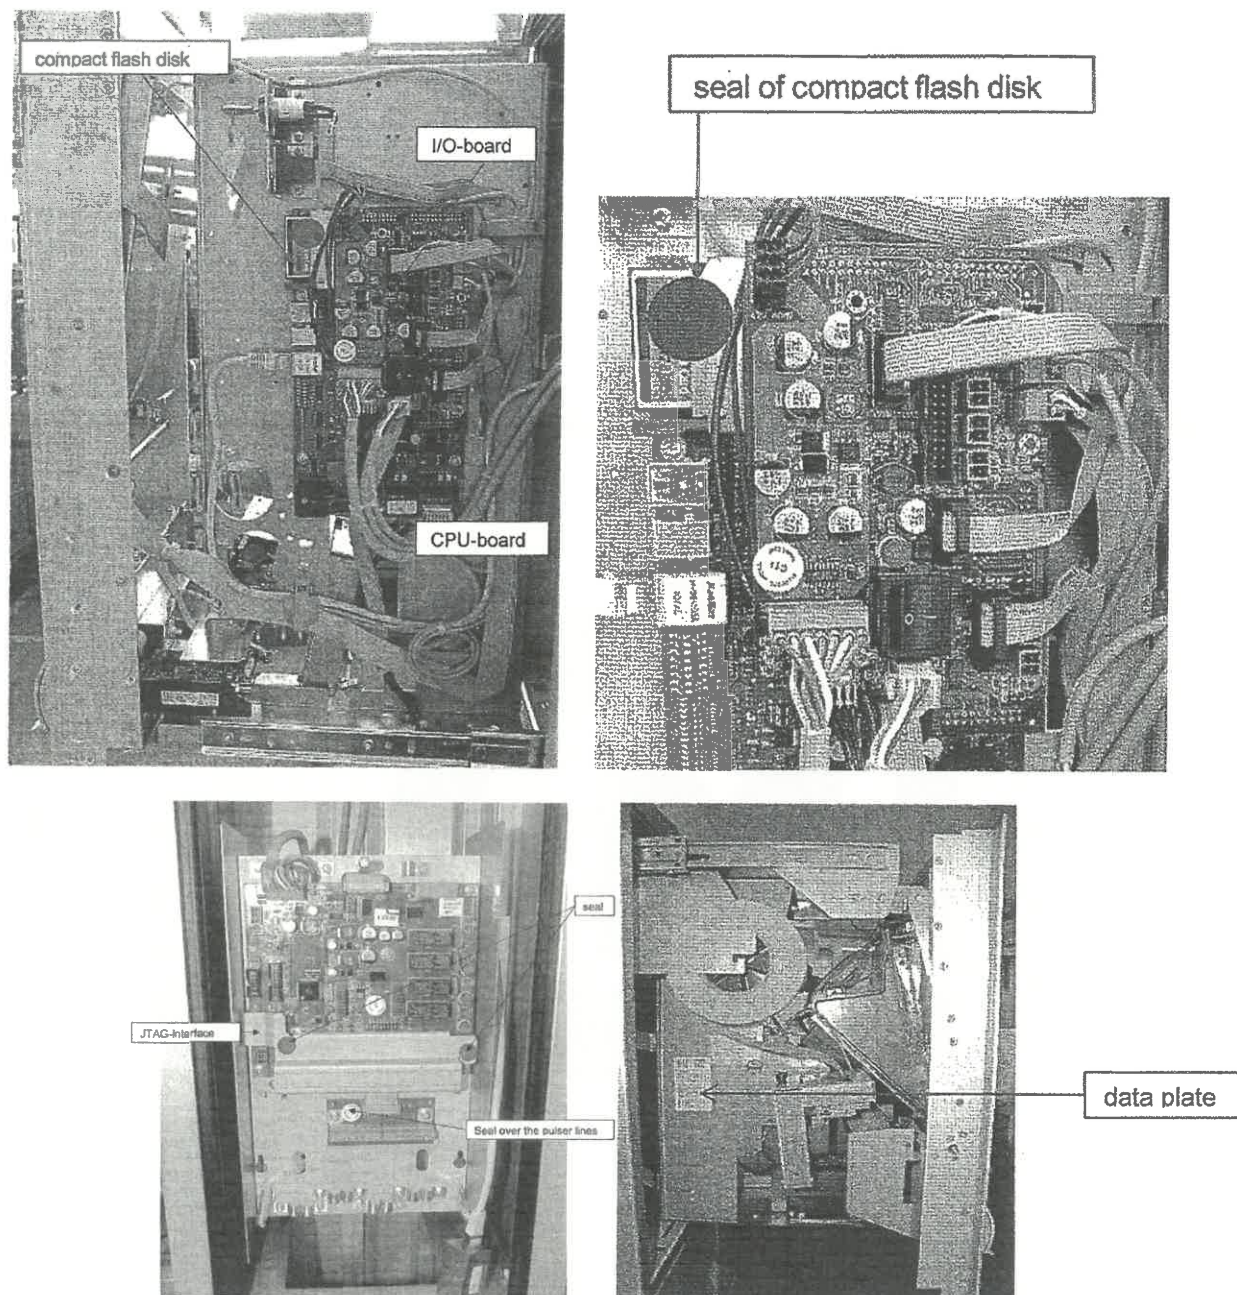 compact flash disk
seal of compact flash disk
I/O-board
CPU-board
seal
JTAG-Interface
Seal over the pulser lines
data plate